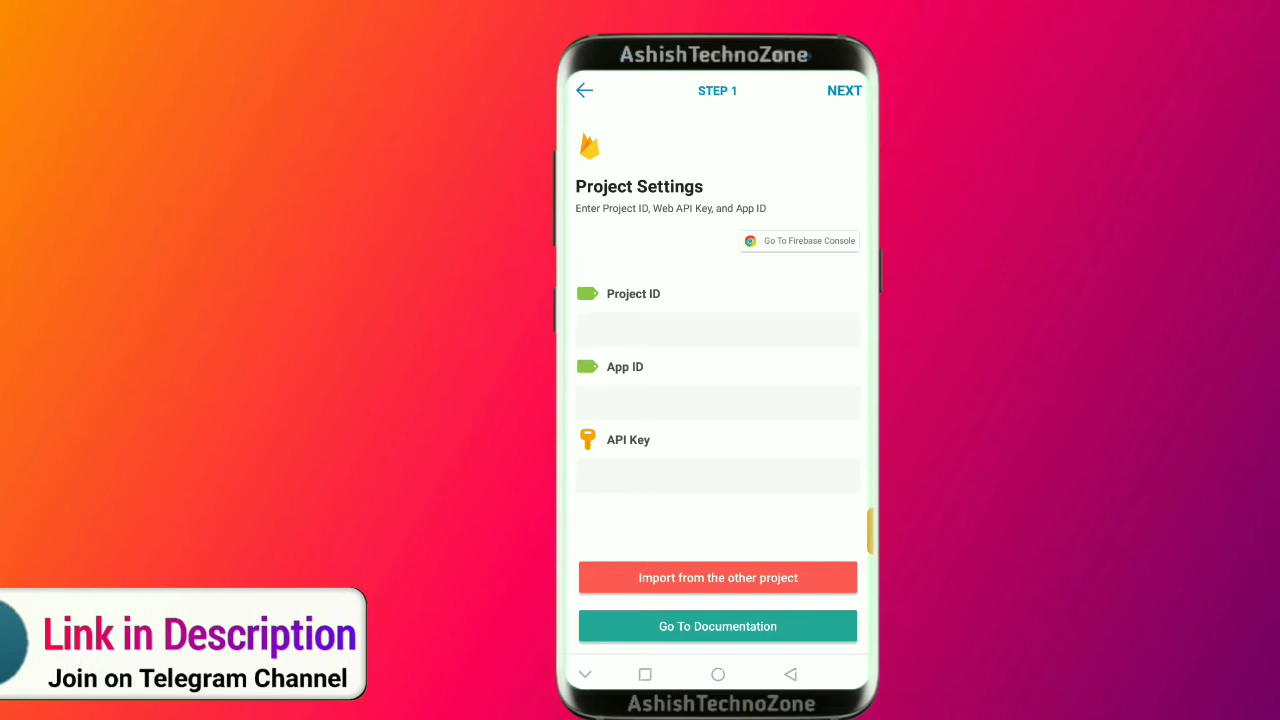 AshishTechnoZone
STEP 1
NEXT
Project Settings
Enter Project ID, Web API Key, and App ID
Go To Firebase Console
Project ID
App ID
API Key
Import from the other project
Go To Documentation
AshishTechnoZone
Link in Description
Join on Telegram Channel